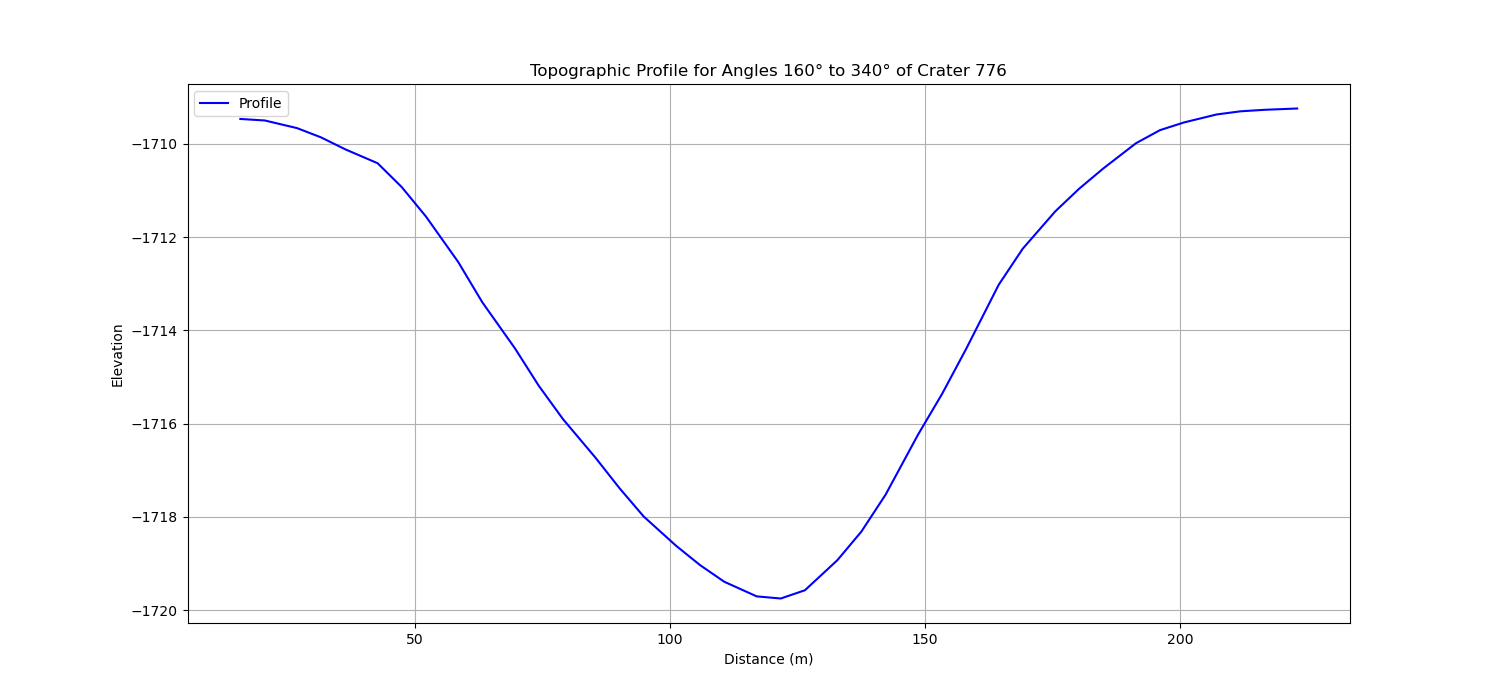 Topographic Profile for Angles 160° to 340° of Crater 776
Profile
−1710
−1712
−1714
−1716
−1718
−1720
Elevation
50
100
150
200
Distance (m)